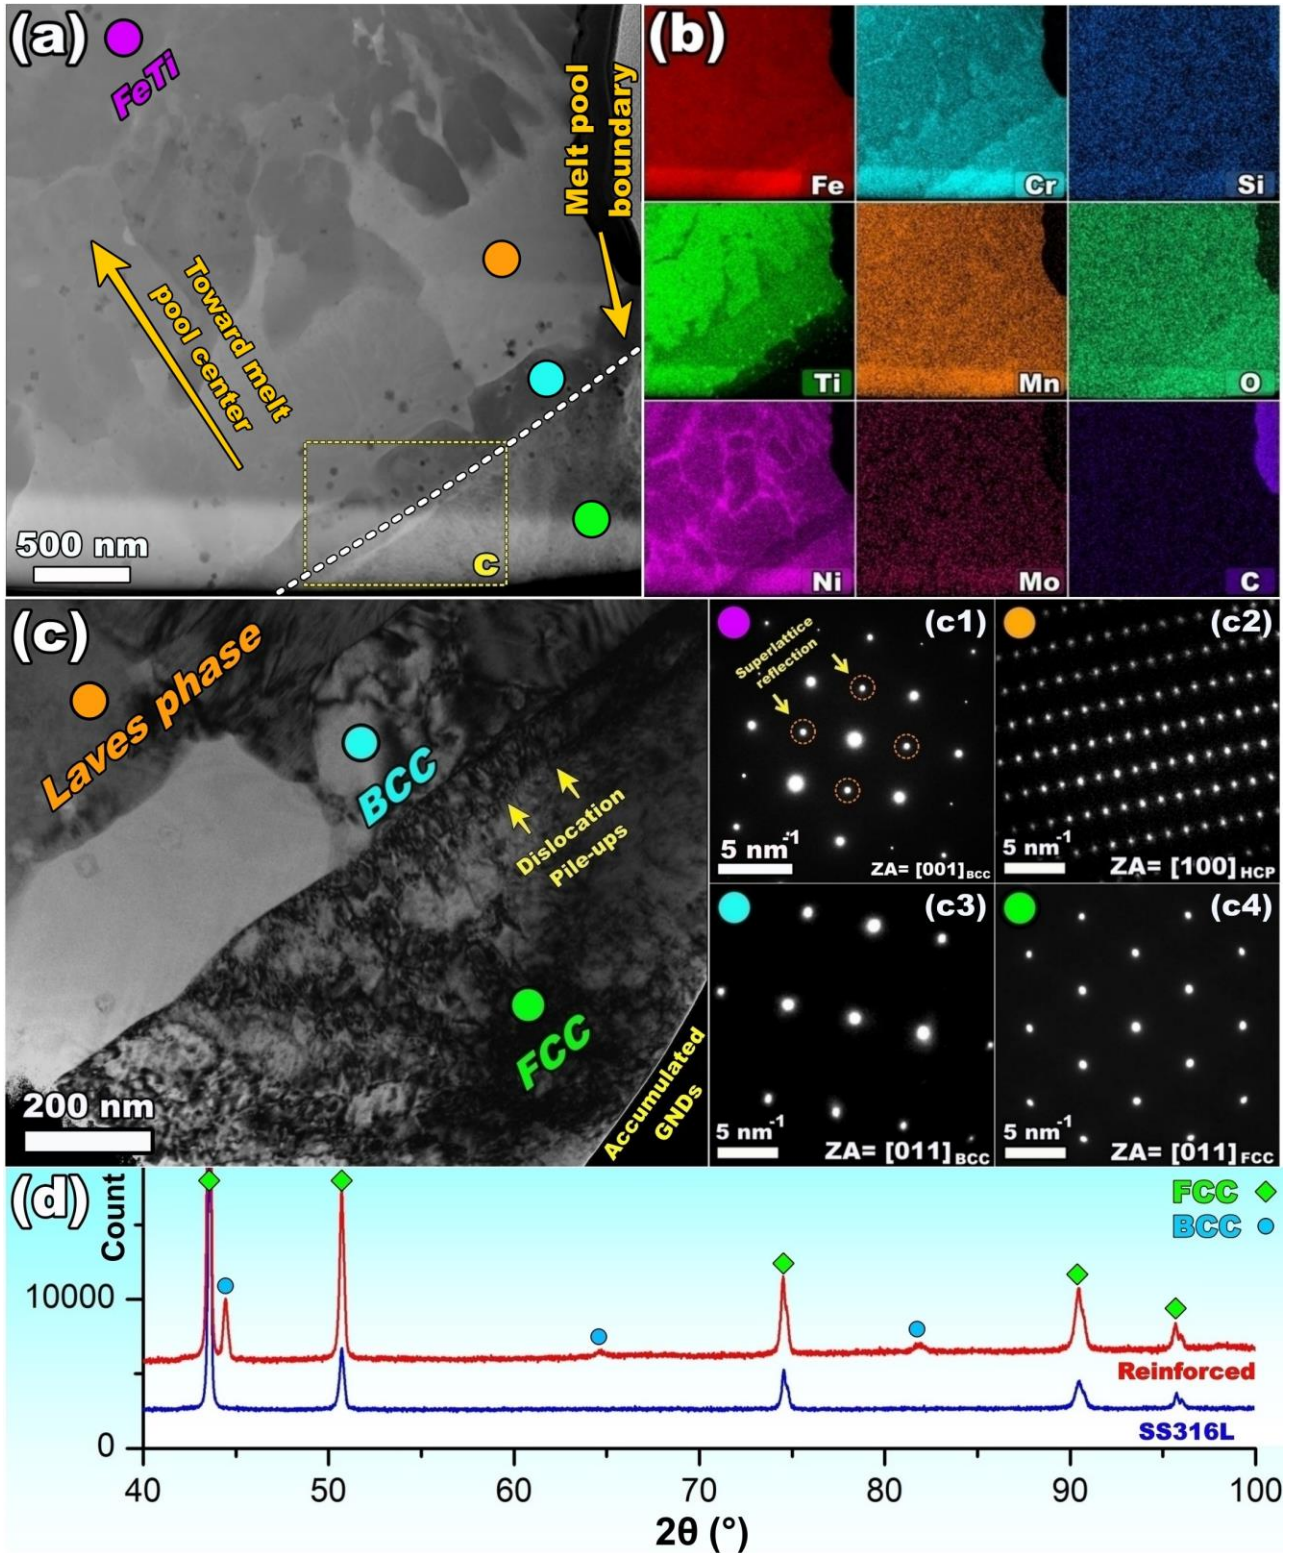 (a)
FeTi
Melt pool
boundary
Toward melt
pool center
500 nm
C
(b)
Fe
Cr
Si
Ti
Mn
O
Ni
Mo
C
(c)
Laves phase
BCC
Dislocation
Pile-ups
FCC
Accumulated
GNDs
200 nm
(c1)
Superlattice
reflection
5 nm-1
ZA= [001]BCC
(c2)
5 nm-1
ZA= [100]HCP
(c3)
5 nm-1
ZA= [011]BCC
(c4)
5 nm-1
ZA= [011]FCC
(d)
Count
FCC
BCC
10000
Reinforced
SS316L
0
40 50 60 70 80 90 100
2θ (°)